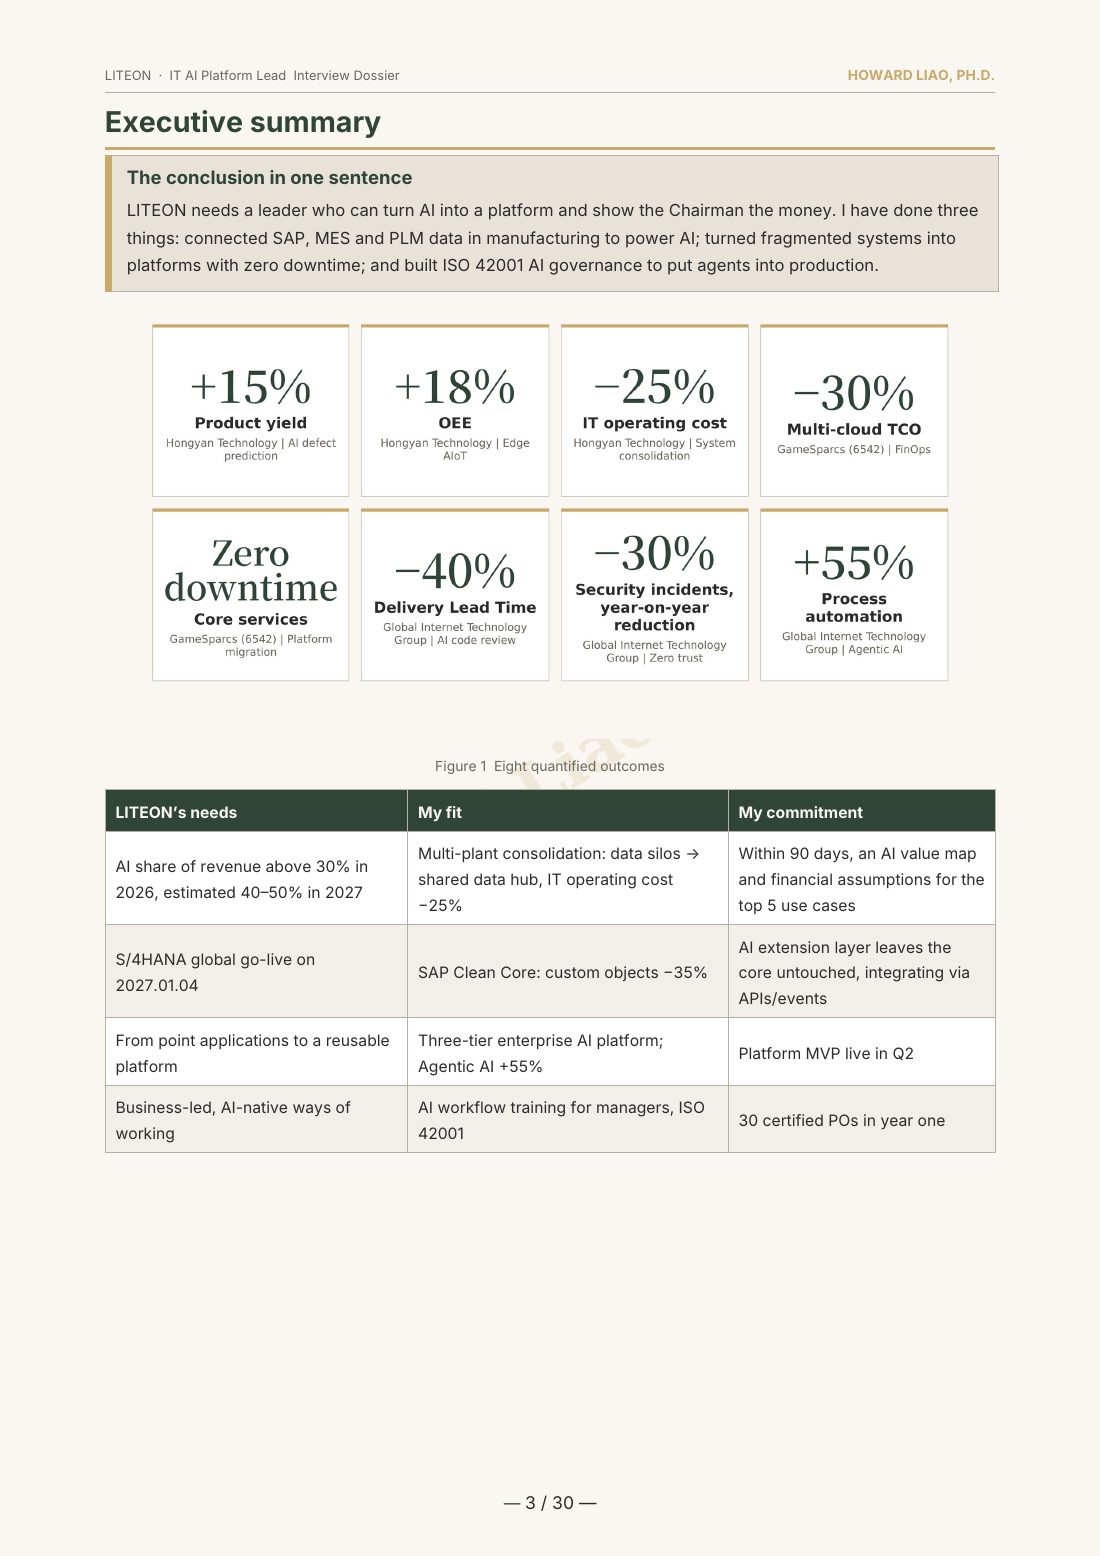 LITEON · IT AI Platform Lead Interview Dossier
HOWARD LIAO, PH.D.
Executive summary
The conclusion in one sentence
LITEON needs a leader who can turn AI into a platform and show the Chairman the money. I have done three
things: connected SAP, MES and PLM data in manufacturing to power AI; turned fragmented systems into
platforms with zero downtime; and built ISO 42001 AI governance to put agents into production.
+15%
Product yield
Hongyan Technology | AI defect
prediction
+18%
OEE
Hongyan Technology | Edge
AIoT
−25%
IT operating cost
Hongyan Technology | System
consolidation
−30%
Multi-cloud TCO
GameSparcs (6542) | FinOps
Zero
downtime
Core services
GameSparcs (6542) | Platform
migration
−40%
Delivery Lead Time
Global Internet Technology
Group | AI code review
−30%
Security incidents,
year-on-year
reduction
Global Internet Technology
Group | Zero trust
+55%
Process
automation
Global Internet Technology
Group | Agentic AI
Liao
Figure 1 Eight quantified outcomes
LITEON’s needs
My fit
My commitment
AI share of revenue above 30% in
2026, estimated 40–50% in 2027
Multi-plant consolidation: data silos →
shared data hub, IT operating cost
−25%
Within 90 days, an AI value map
and financial assumptions for the
top 5 use cases
S/4HANA global go-live on
2027.01.04
SAP Clean Core: custom objects −35%
AI extension layer leaves the
core untouched, integrating via
APIs/events
From point applications to a reusable
platform
Three-tier enterprise AI platform;
Agentic AI +55%
Platform MVP live in Q2
Business-led, AI-native ways of
working
AI workflow training for managers, ISO
42001
30 certified POs in year one
— 3 / 30 —